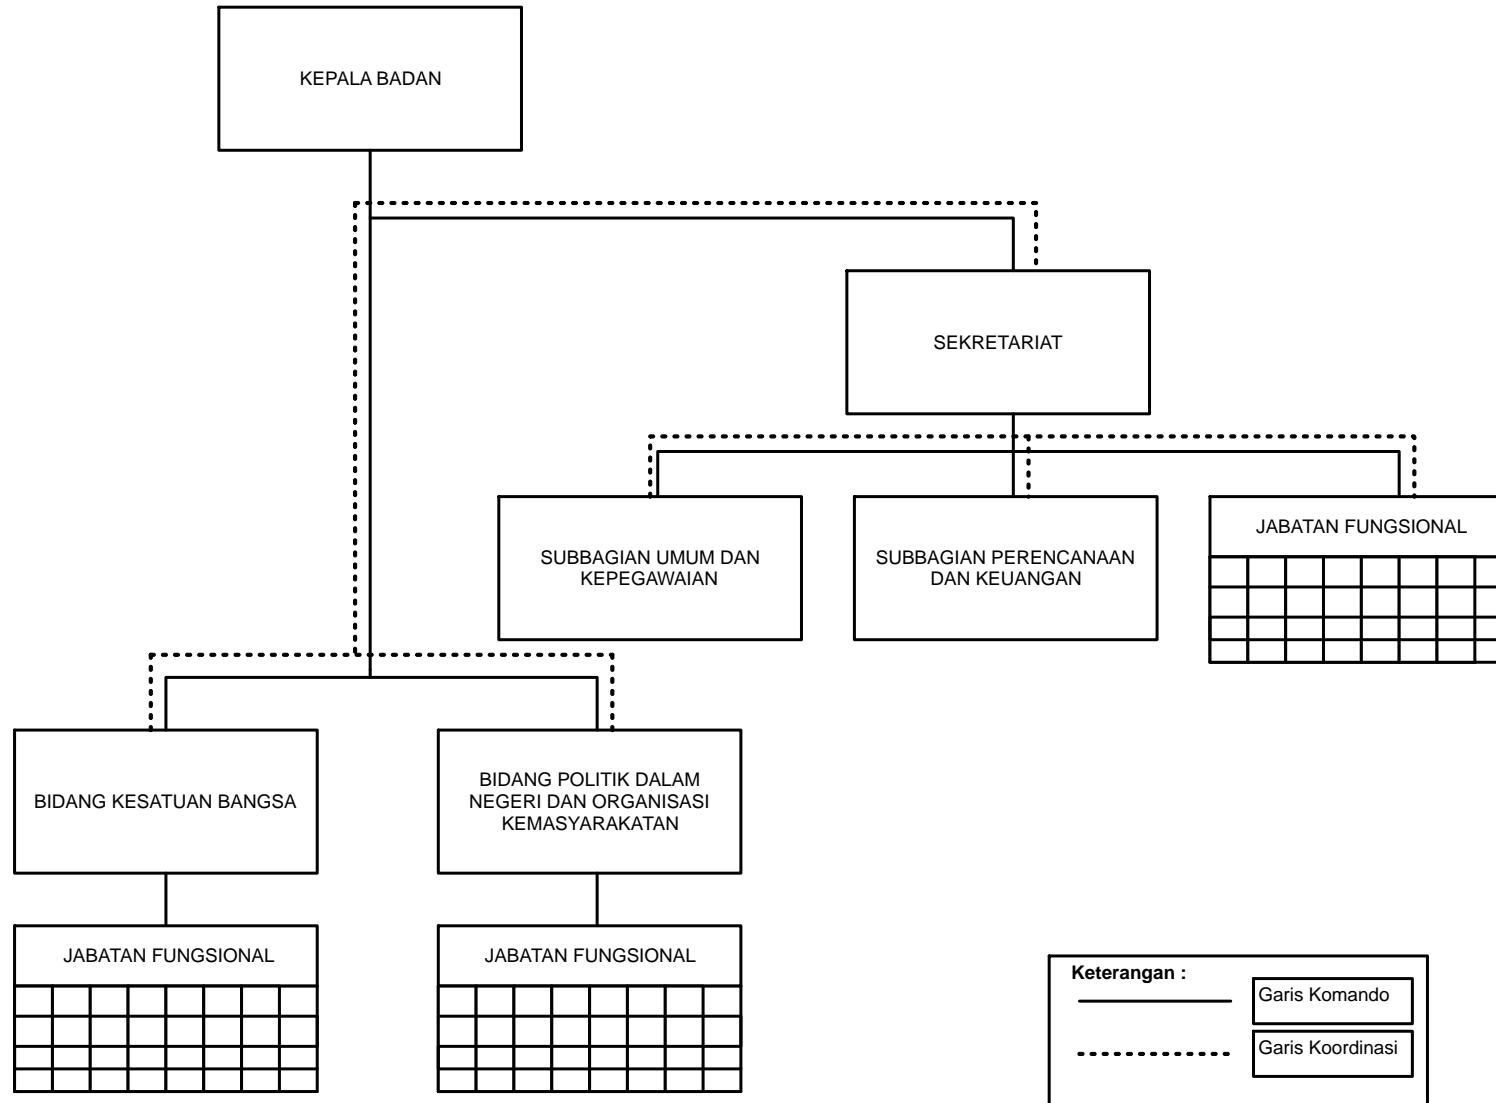 KEPALA BADAN
SEKRETARIAT
SUBBAGIAN UMUM DAN
KEPEGAWAIAN
SUBBAGIAN PERENCANAAN
DAN KEUANGAN
JABATAN FUNGSIONAL
BIDANG KESATUAN BANGSA
BIDANG POLITIK DALAM
NEGERI DAN ORGANISASI
KEMASYARAKATAN
JABATAN FUNGSIONAL
JABATAN FUNGSIONAL
Keterangan :
Garis Komando
Garis Koordinasi